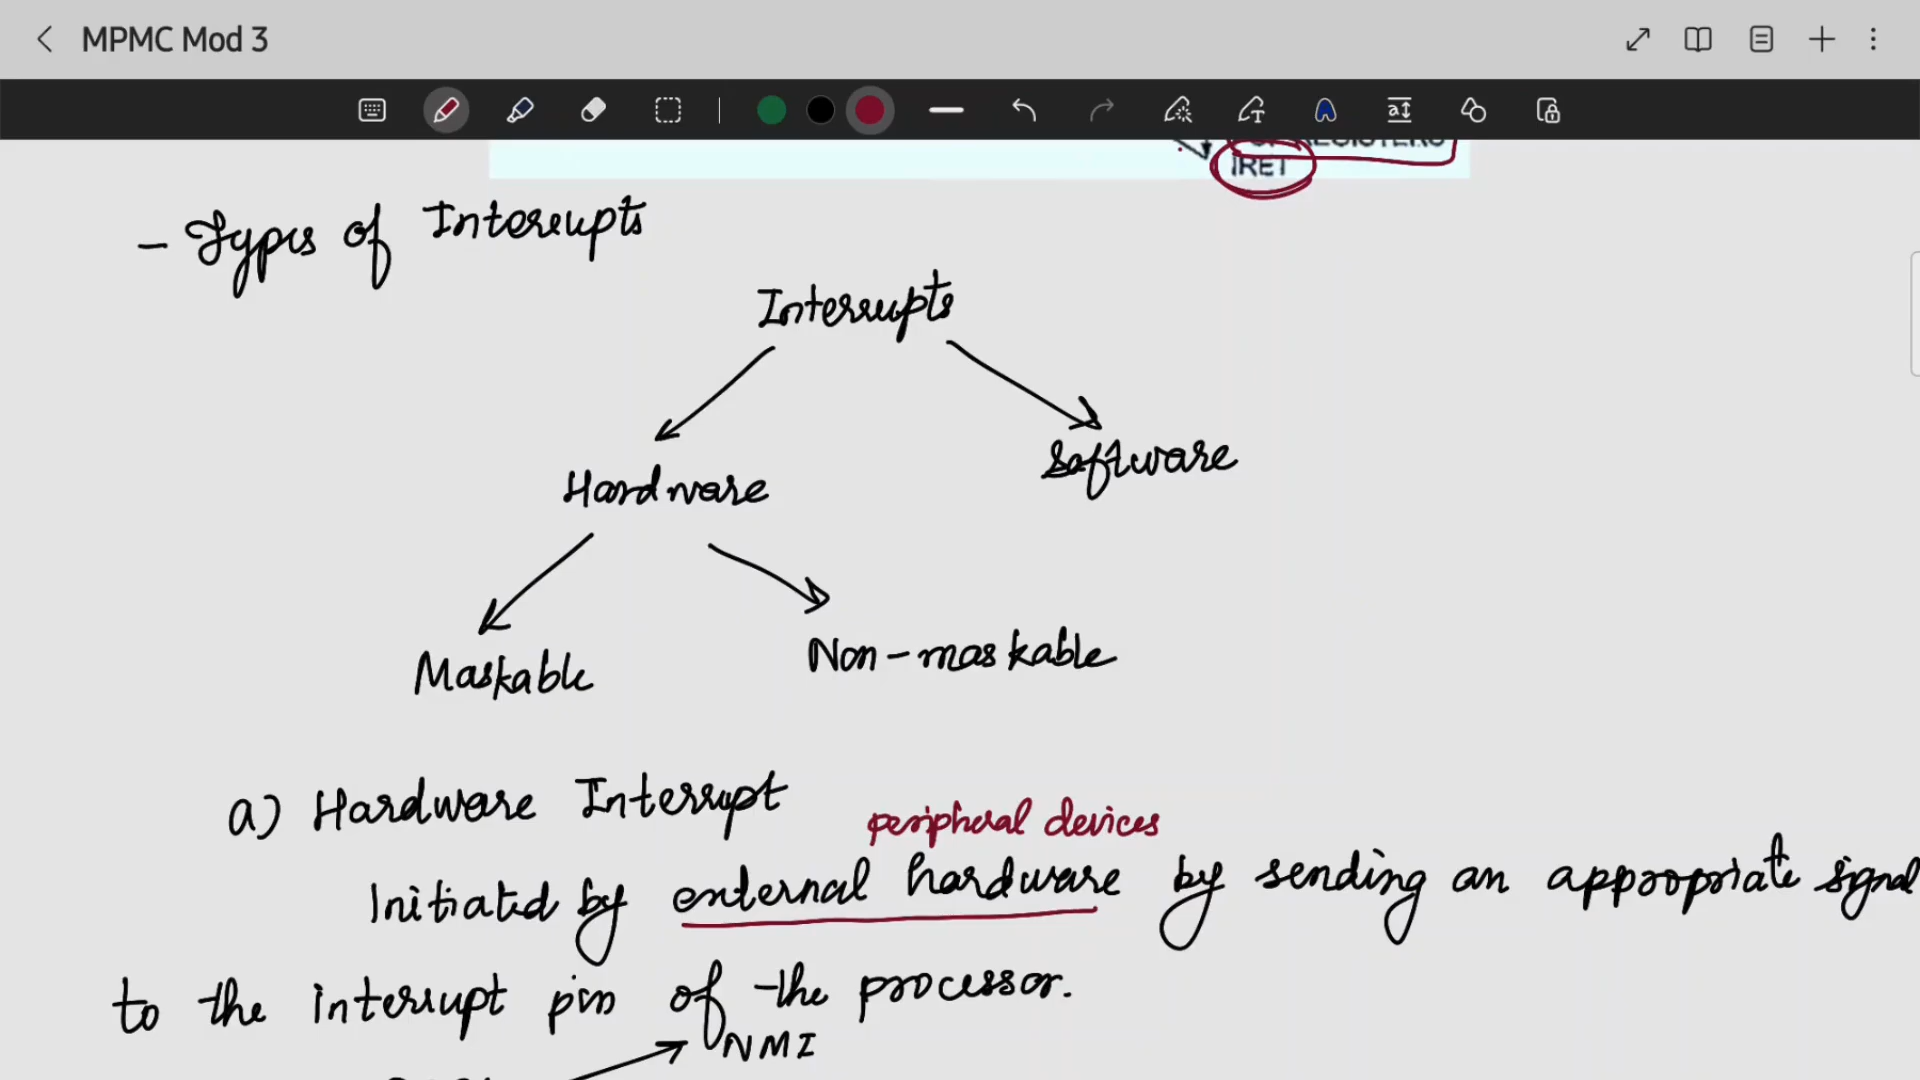 MPMC Mod 3
IRET
- Types of Interrupts
Interrupts
Hardware
Software
Maskable
Non-maskable
a) Hardware Interrupt
peripheral devices
Initiated by external hardware by sending an appropriate signal
to the interrupt pin of the processor.
NMI